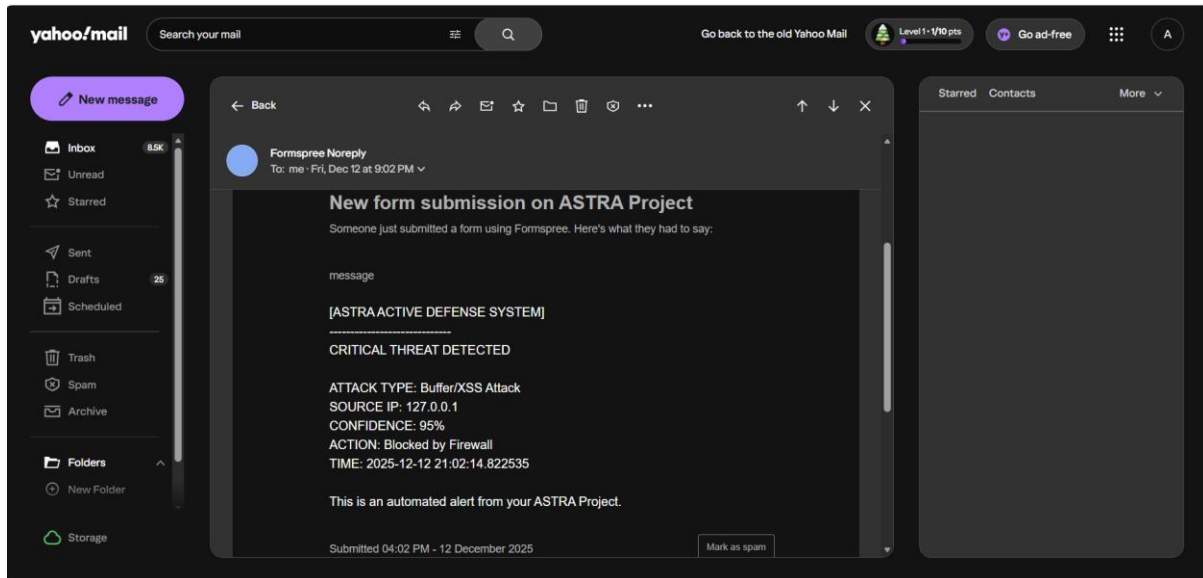 yahoo!mail
Search your mail
Go back to the old Yahoo Mail
Level 1 · 1/10 pts
Go ad-free
A
New message
Inbox 8.5K
Unread
Starred
Sent
Drafts 25
Scheduled
Trash
Spam
Archive
Folders
New Folder
Storage
Back
Formspree Noreply
To: me · Fri, Dec 12 at 9:02 PM
New form submission on ASTRA Project
Someone just submitted a form using Formspree. Here's what they had to say:
message
[ASTRA ACTIVE DEFENSE SYSTEM]
------------------------------
CRITICAL THREAT DETECTED
ATTACK TYPE: Buffer/XSS Attack
SOURCE IP: 127.0.0.1
CONFIDENCE: 95%
ACTION: Blocked by Firewall
TIME: 2025-12-12 21:02:14.822535
This is an automated alert from your ASTRA Project.
Submitted 04:02 PM - 12 December 2025
Mark as spam
Starred Contacts More